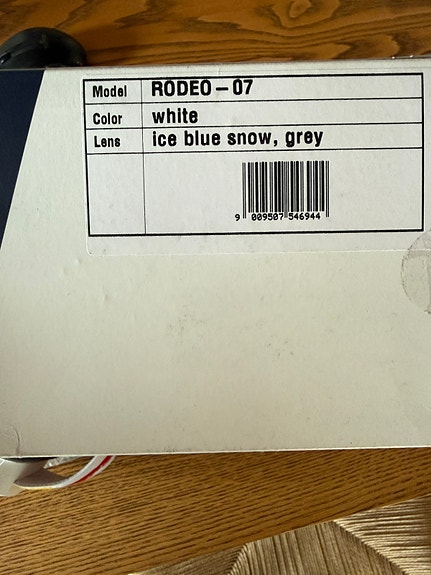 Model RODEO – 07
Color white
Lens ice blue snow, grey
9 009507 546944